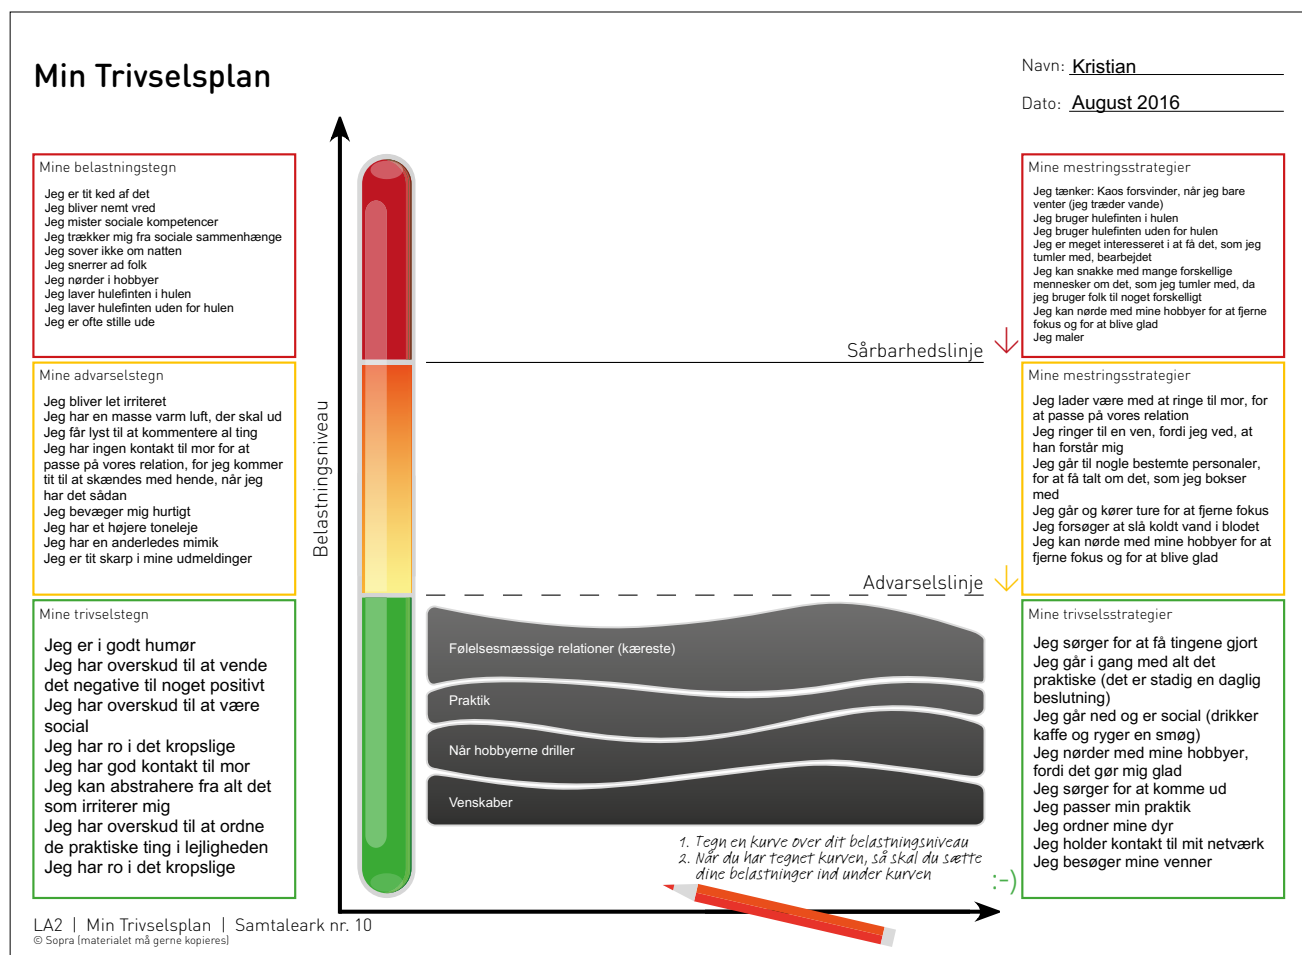 Min Trivselsplan
Navn: Kristian
Dato: August 2016
Mine belastningstegn
Jeg er tit ked af det
Jeg bliver nemt vred
Jeg mister sociale kompetencer
Jeg trækker mig fra sociale sammenhænge
Jeg sover ikke om natten
Jeg snerrer ad folk
Jeg nørder i hobbyer
Jeg laver hulefinten i hulen
Jeg laver hulefinten uden for hulen
Jeg er ofte stille ude
Mine advarselstegn
Jeg bliver let irriteret
Jeg har en masse varm luft, der skal ud
Jeg får lyst til at kommentere al ting
Jeg har ingen kontakt til mor for at
passe på vores relation, for jeg kommer
tit til at skændes med hende, når jeg
har det sådan
Jeg bevæger mig hurtigt
Jeg har et højere toneleje
Jeg har en anderledes mimik
Jeg er tit skarp i mine udmeldinger
Mine trivselstegn
Jeg er i godt humør
Jeg har overskud til at vende
det negative til noget positivt
Jeg har overskud til at være
social
Jeg har ro i det kropslige
Jeg har god kontakt til mor
Jeg kan abstrahere fra alt det
som irriterer mig
Jeg har overskud til at ordne
de praktiske ting i lejligheden
Jeg har ro i det kropslige
Belastningsniveau
Sårbarhedslinje
Advarselslinje
Følelsesmæssige relationer (kæreste)
Praktik
Når hobbyerne driller
Venskaber
1. Tegn en kurve over dit belastningsniveau
2. Når du har tegnet kurven, så skal du sætte
dine belastninger ind under kurven
:-)
Mine mestringsstrategier
Jeg tænker: Kaos forsvinder, når jeg bare
venter (jeg træder vande)
Jeg bruger hulefinten i hulen
Jeg bruger hulefinten uden for hulen
Jeg er meget interesseret i at få det, som jeg
tumler med, bearbejdet
Jeg kan snakke med mange forskellige
mennesker om det, som jeg tumler med, da
jeg bruger folk til noget forskelligt
Jeg kan nørde med mine hobyer for at fjerne
fokus og for at blive glad
Jeg maler
Mine mestringsstrategier
Jeg lader være med at ringe til mor, for
at passe på vores relation
Jeg ringer til en ven, fordi jeg ved, at
han forstår mig
Jeg går til nogle bestemte personaler,
for at få talt om det, som jeg bokser
med
Jeg går og kører ture for at fjerne fokus
Jeg forsøger at slå koldt vand i blodet
Jeg kan nørde med mine hobyer for at
fjerne fokus og for at blive glad
Mine trivselsstrategier
Jeg sørger for at få tingene gjort
Jeg går i gang med alt det
praktiske (det er stadig en daglig
beslutning)
Jeg går ned og er social (drikker
kaffe og ryger en smøg)
Jeg nørder med mine hobyer,
fordi det gør mig glad
Jeg sørger for at komme ud
Jeg passer min praktik
Jeg ordner mine dyr
Jeg holder kontakt til mit netværk
Jeg besøger mine venner
LA2 | Min Trivselsplan | Samtaleark nr. 10
© Sopra (materialet må gerne kopieres)